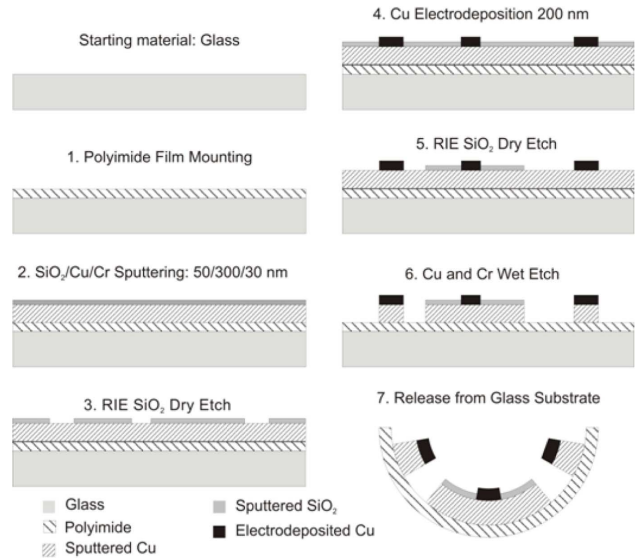 Starting material: Glass
1. Polyimide Film Mounting
2. SiO₂/Cu/Cr Sputtering: 50/300/30 nm
3. RIE SiO₂ Dry Etch
4. Cu Electrodeposition 200 nm
5. RIE SiO₂ Dry Etch
6. Cu and Cr Wet Etch
7. Release from Glass Substrate
Glass
Polyimide
Sputtered Cu
Sputtered SiO₂
Electrodeposited Cu